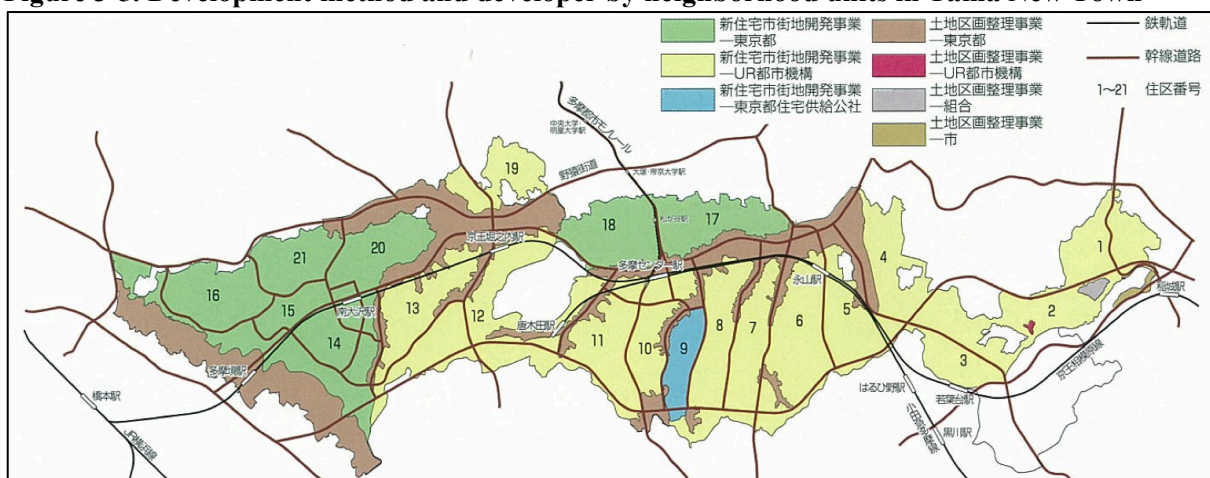 Figure 3-3. Development method and developer by neighborhood units in Tama New Town
新住宅市街地開発事業
―東京都
新住宅市街地開発事業
―UR都市機構
新住宅市街地開発事業
―東京都住宅供給公社
土地区画整理事業
―東京都
土地区画整理事業
―UR都市機構
土地区画整理事業
―組合
土地区画整理事業
―市
鉄軌道
幹線道路
1~21 住区番号
多摩都市モノレール
中央大学・
明星大学駅
野猿街道
大塚・帝京大学駅
19
18
17
松が谷駅
1
21
20
京王堀之内駅
多摩センター駅
永山駅
4
稲城駅
16
15
南大沢駅
13
12
唐木田駅
11
10
9
8
7
6
5
2
3
14
多摩境駅
橋本駅
JR横浜線
はるひ野駅
若葉台駅
京王相模原線
小田急多摩線
黒川駅